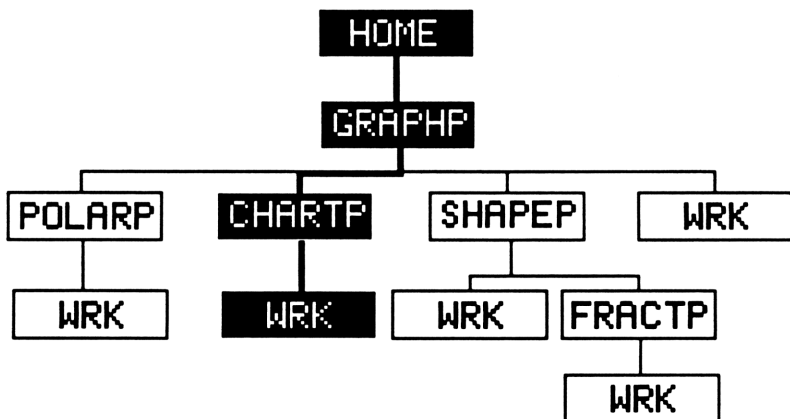 HOME
GRAPHP
POLARP CHARTP SHAPEP WRK
WRK WRK WRK FRACTP
WRK